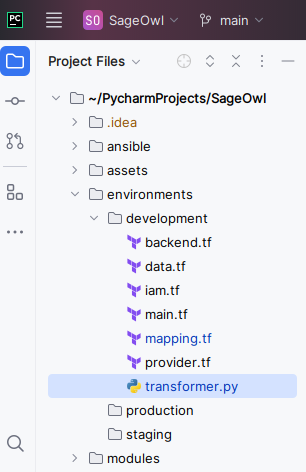 PC SO SageOwl main
Project Files
~/PycharmProjects/SageOwl
.idea
ansible
assets
environments
development
backend.tf
data.tf
iam.tf
main.tf
mapping.tf
provider.tf
transformer.py
production
staging
modules